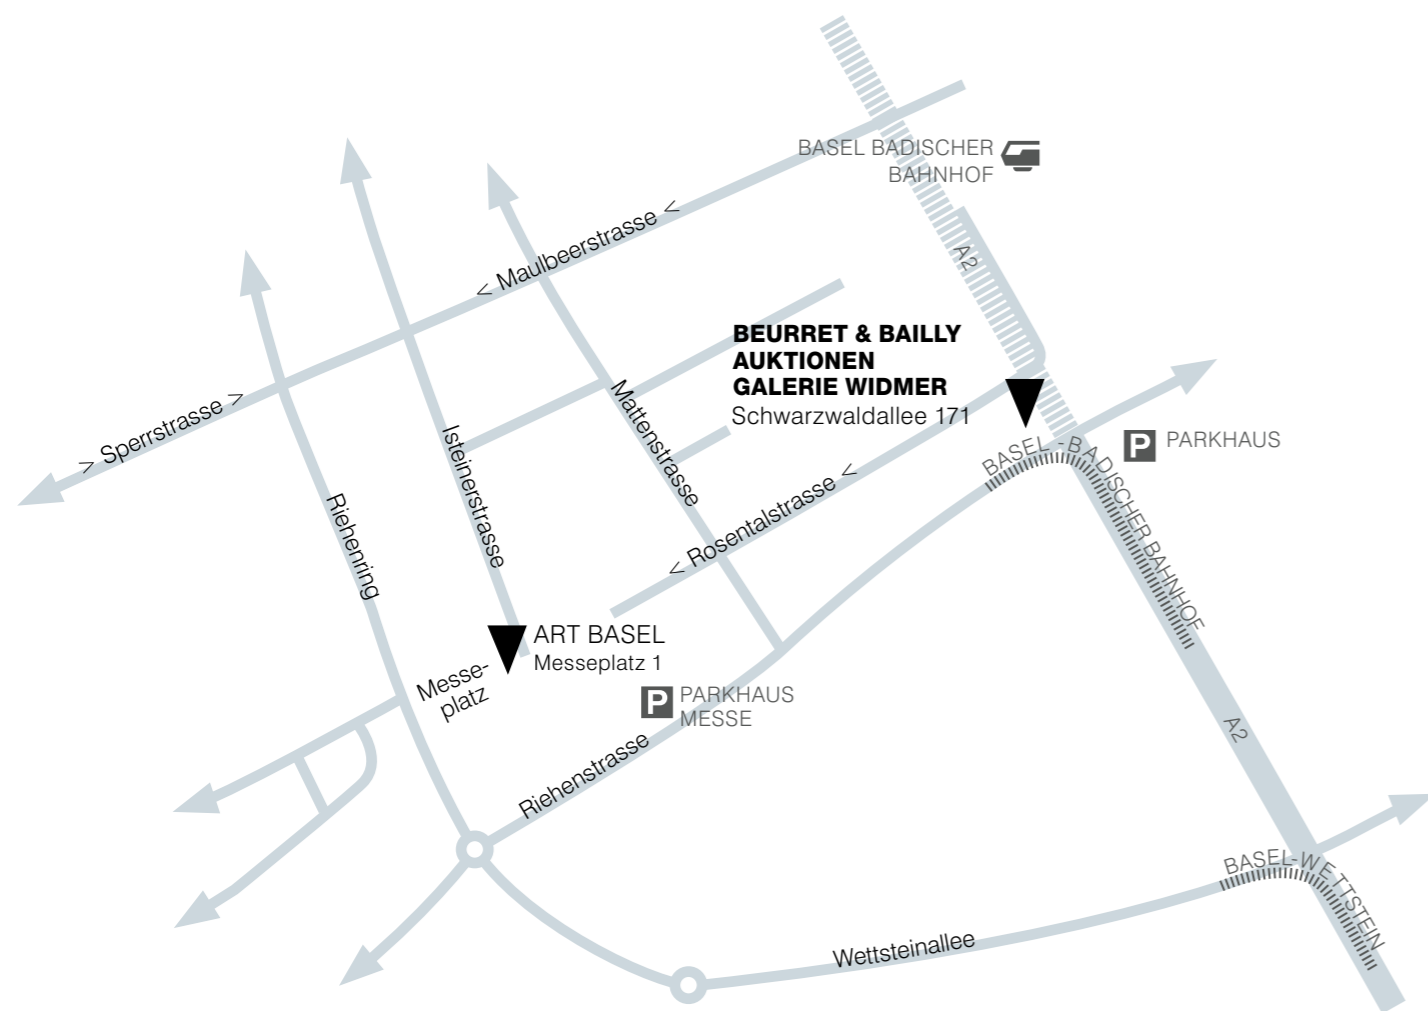 BASEL BADISCHER
BAHNHOF
A2
< Maulbeerstrasse <
BEURRET & BAILLY
AUKTIONEN
GALERIE WIDMER
Schwarzwaldallee 171
> Sperrstrasse >
Isteinerstrasse
Mattenstrasse
BASEL - BADISCHER BAHNHOF
P PARKHAUS
Riehenring
< Rosentalstrasse <
ART BASEL
Messeplatz 1
Messe-
platz
P PARKHAUS
MESSE
Riehenstrasse
A2
BASEL-WETTSTEIN
Wettsteinallee